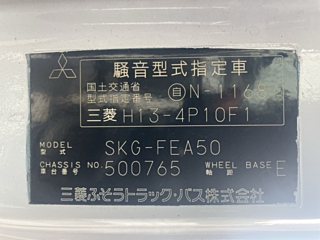 騒音型式指定車
国土交通省
型式指定番号 自 N-116
三菱 H13-4P10F1
MODEL
型式 SKG-FEA50
CHASSIS NO.
車台番号 500765 WHEEL BASE
軸距 E
三菱ふそうトラック・バス株式会社